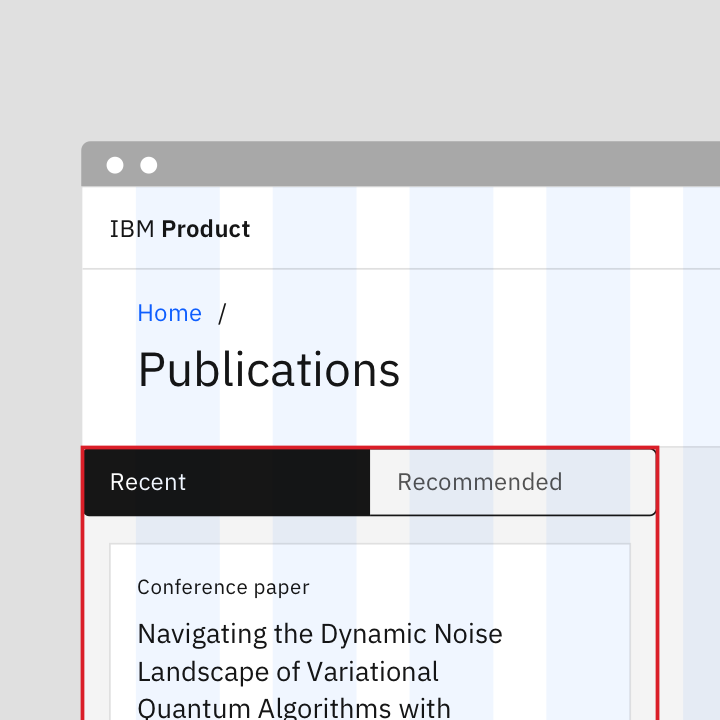 IBM Product
Home /
Publications
Recent
Recommended
Conference paper
Navigating the Dynamic Noise
Landscape of Variational
Quantum Algorithms with